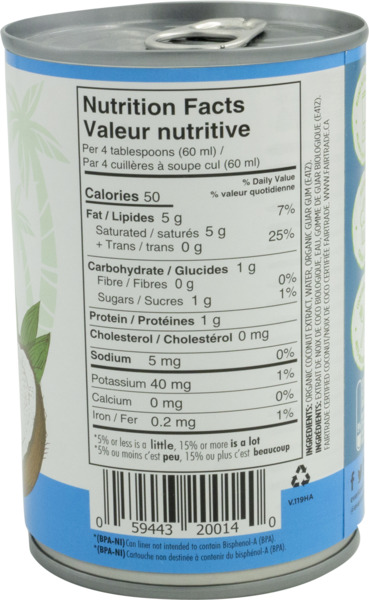 Nutrition Facts
Valeur nutritive
Per 4 tablespoons (60 ml) /
Par 4 cuillères à soupe cul (60 ml)
% Daily Value
% valeur quotidienne
Calories 50
Fat / Lipides 5 g 7%
Saturated / saturés 5 g
+ Trans / trans 0 g 25%
Carbohydrate / Glucides 1 g
Fibre / Fibres 0 g 0%
Sugars / Sucres 1 g 1%
Protein / Protéines 1 g
Cholesterol / Cholestérol 0 mg
Sodium 5 mg 0%
Potassium 40 mg 1%
Calcium 0 mg 0%
Iron / Fer 0.2 mg 1%
*5% or less is a little, 15% or more is a lot
*5% ou moins c'est peu, 15% ou plus c'est beaucoup
INGREDIENTS: ORGANIC COCONUT EXTRACT, WATER, ORGANIC GUAR GUM (E412).
INGRÉDIENTS: EXTRAIT DE NOIX DE COCO BIOLOGIQUE, EAU, GOMME DE GUAR BIOLOGIQUE (E412).
FAIRTRADE CERTIFIED COCONUT/NOIX DE COCO CERTIFIÉE FAIRTRADE. WWW.FAIRTRADE.CA
V.119HA
0 59443 20014 0
*(BPA-NI) Can liner not intended to contain Bisphenol-A (BPA).
*(BPA-NI) Cartouche non destinée à contenir du bisphénol-A (BPA).